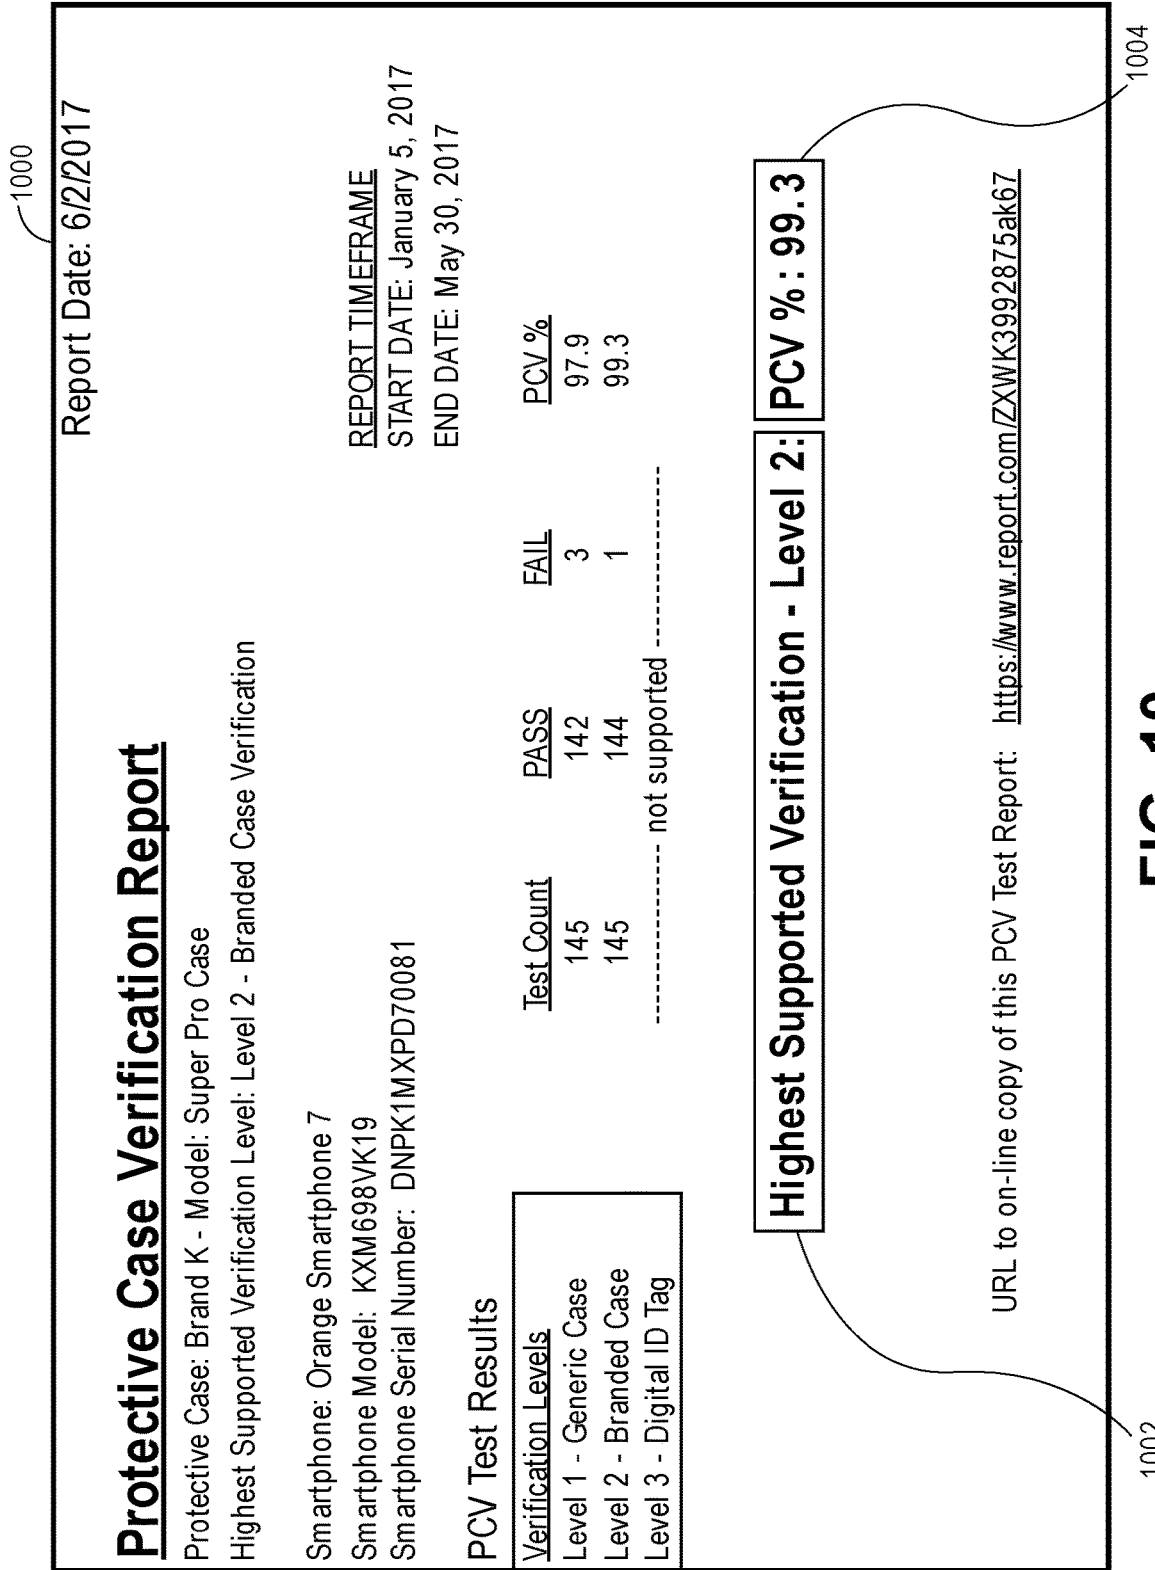 1000
Report Date: 6/2/2017
Protective Case Verification Report
Protective Case: Brand K - Model: Super Pro Case
Highest Supported Verification Level: Level 2 - Branded Case Verification
Smartphone: Orange Smartphone 7
Smartphone Model: KXM698VK19
Smartphone Serial Number: DNPK1MXPD70081
REPORT TIMEFRAME
START DATE: January 5, 2017
END DATE: May 30, 2017
PCV Test Results
Verification Levels Test Count PASS FAIL PCV %
Level 1 - Generic Case 145 142 3 97.9
Level 2 - Branded Case 145 144 1 99.3
Level 3 - Digital ID Tag ------------- not supported -------------
Highest Supported Verification - Level 2: PCV %: 99.3
URL to on-line copy of this PCV Test Report: https://www.report.com/ZXWK3992875ak67
1002
1004
FIG. 10